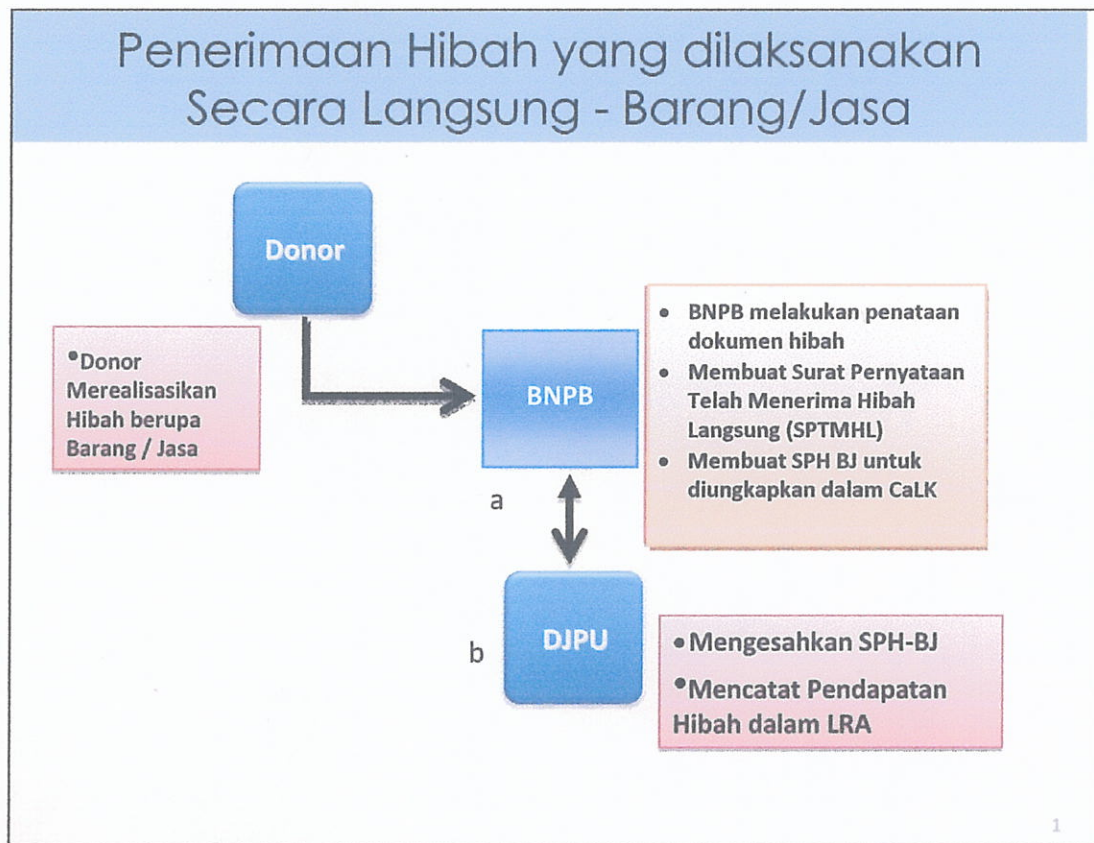 Penerimaan Hibah yang dilaksanakan
Secara Langsung - Barang/Jasa
Donor
•Donor
Merealisasikan
Hibah berupa
Barang / Jasa
BNPB
• BNPB melakukan penataan
dokumen hibah
• Membuat Surat Pernyataan
Telah Menerima Hibah
Langsung (SPTMHL)
• Membuat SPH BJ untuk
diungkapkan dalam CaLK
a
b
DJPU
•Mengesahkan SPH-BJ
•Mencatat Pendapatan
Hibah dalam LRA
1